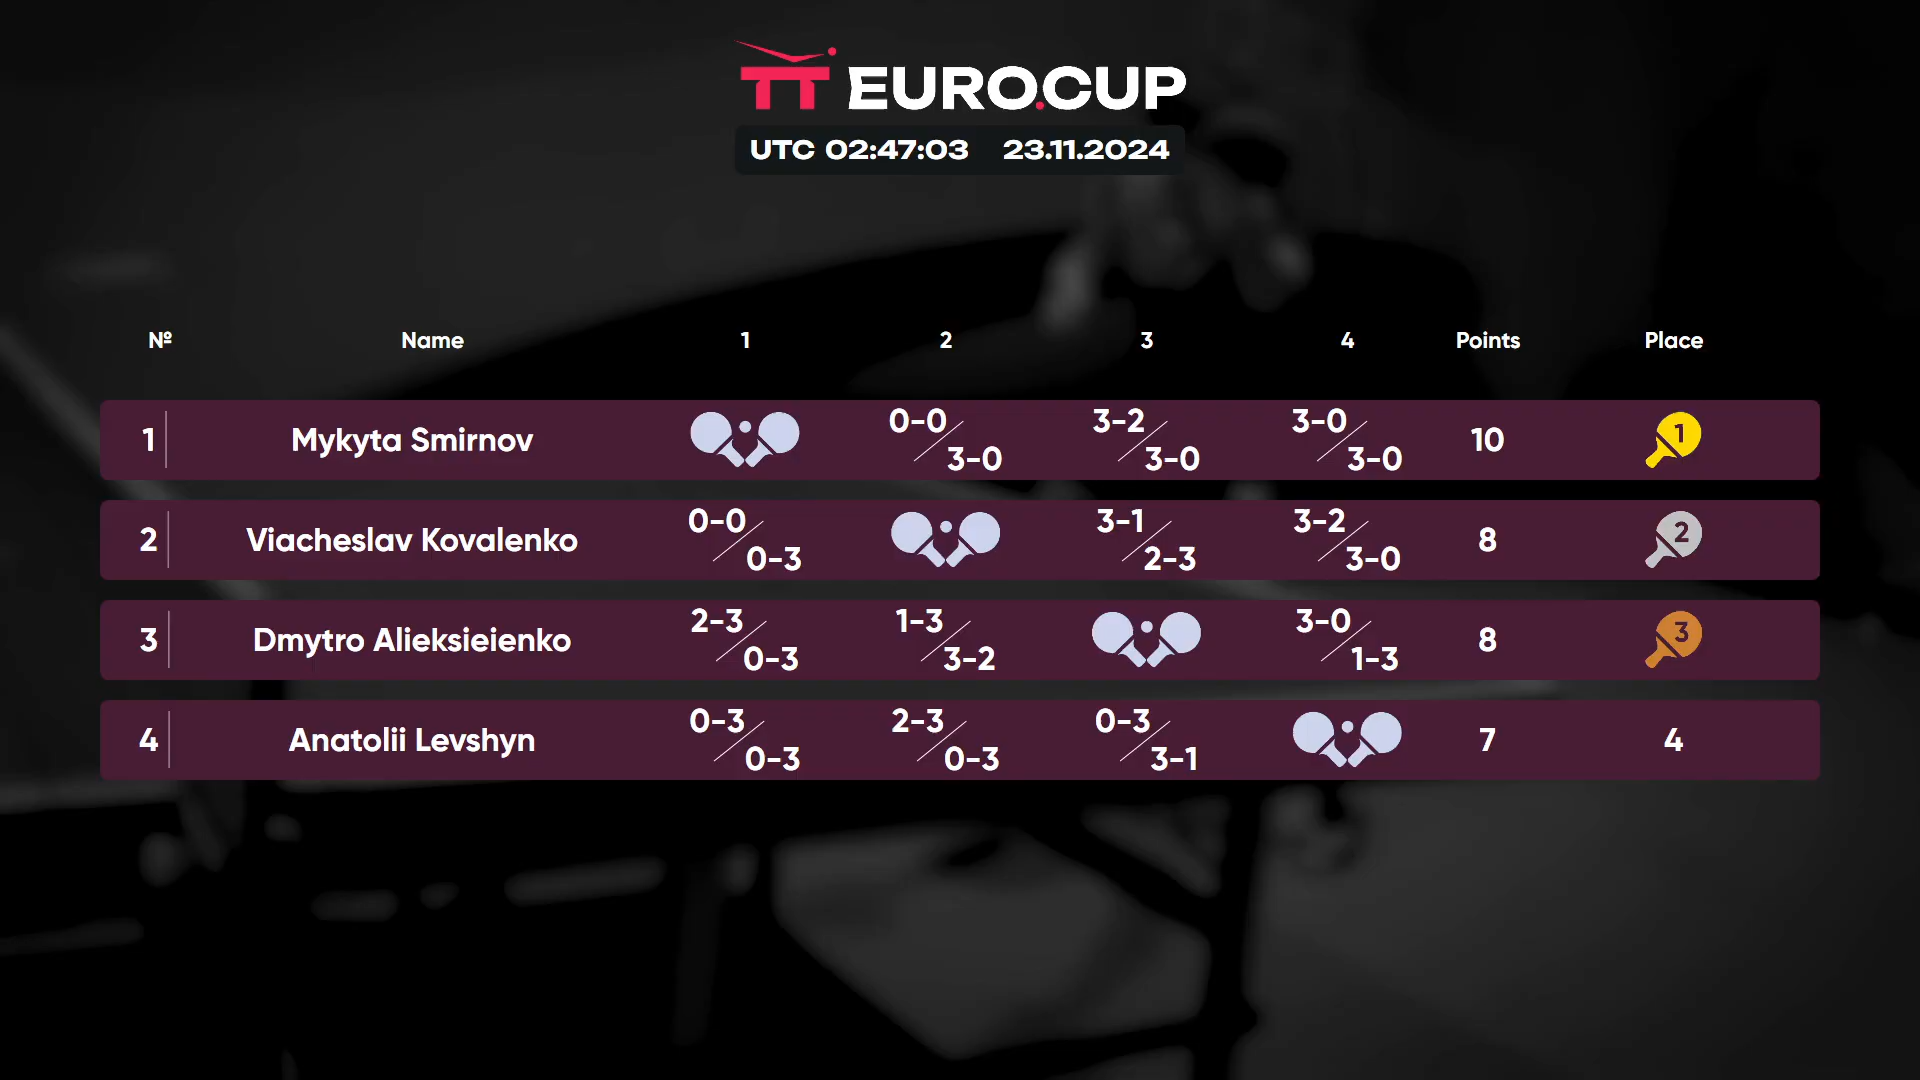 TT EURO.CUP
UTC 02:47:03 23.11.2024
№ Name 1 2 3 4 Points Place
1 Mykyta Smirnov 0-0 / 3-0 3-2 / 3-0 3-0 / 3-0 10 1
2 Viacheslav Kovalenko 0-0 / 0-3 3-1 / 2-3 3-2 / 3-0 8 2
3 Dmytro Alieksieienko 2-3 / 0-3 1-3 / 3-2 3-0 / 1-3 8 3
4 Anatolii Levshyn 0-3 / 0-3 2-3 / 0-3 0-3 / 3-1 7 4